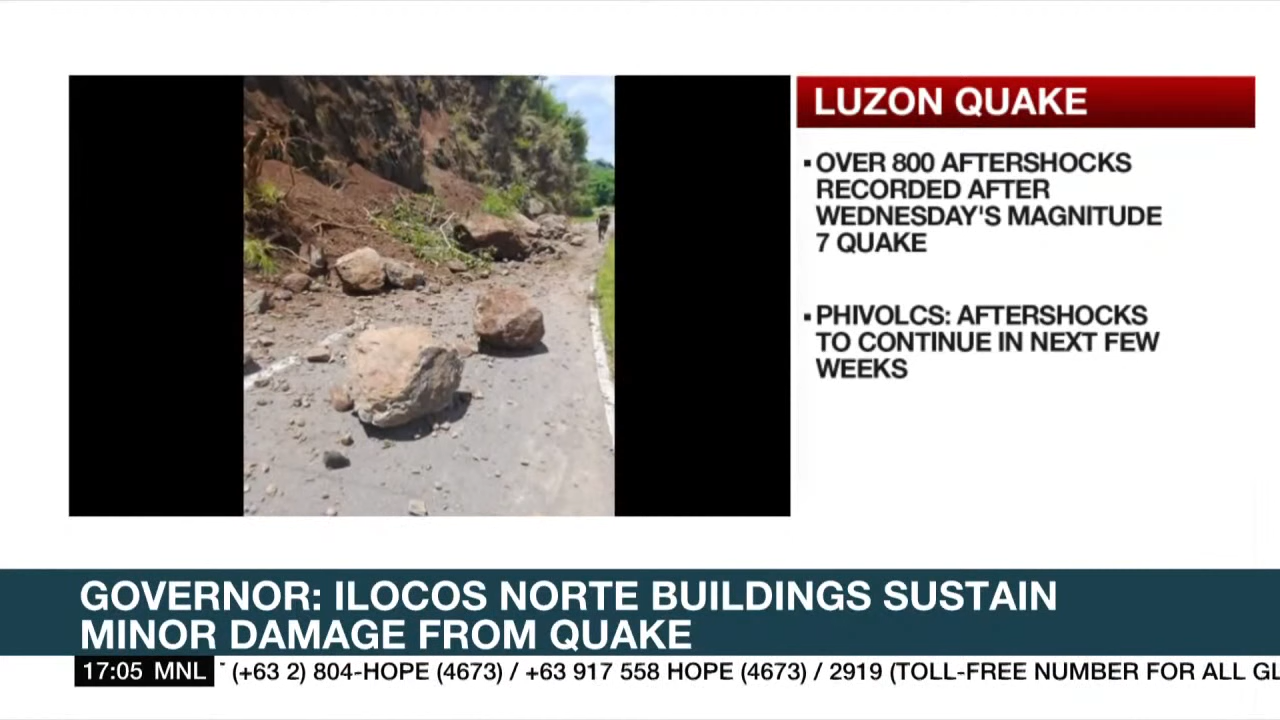 LUZON QUAKE
▪OVER 800 AFTERSHOCKS
RECORDED AFTER
WEDNESDAY'S MAGNITUDE
7 QUAKE
▪PHIVOLCS: AFTERSHOCKS
TO CONTINUE IN NEXT FEW
WEEKS
GOVERNOR: ILOCOS NORTE BUILDINGS SUSTAIN
MINOR DAMAGE FROM QUAKE
17:05 MNL (+63 2) 804-HOPE (4673) / +63 917 558 HOPE (4673) / 2919 (TOLL-FREE NUMBER FOR ALL